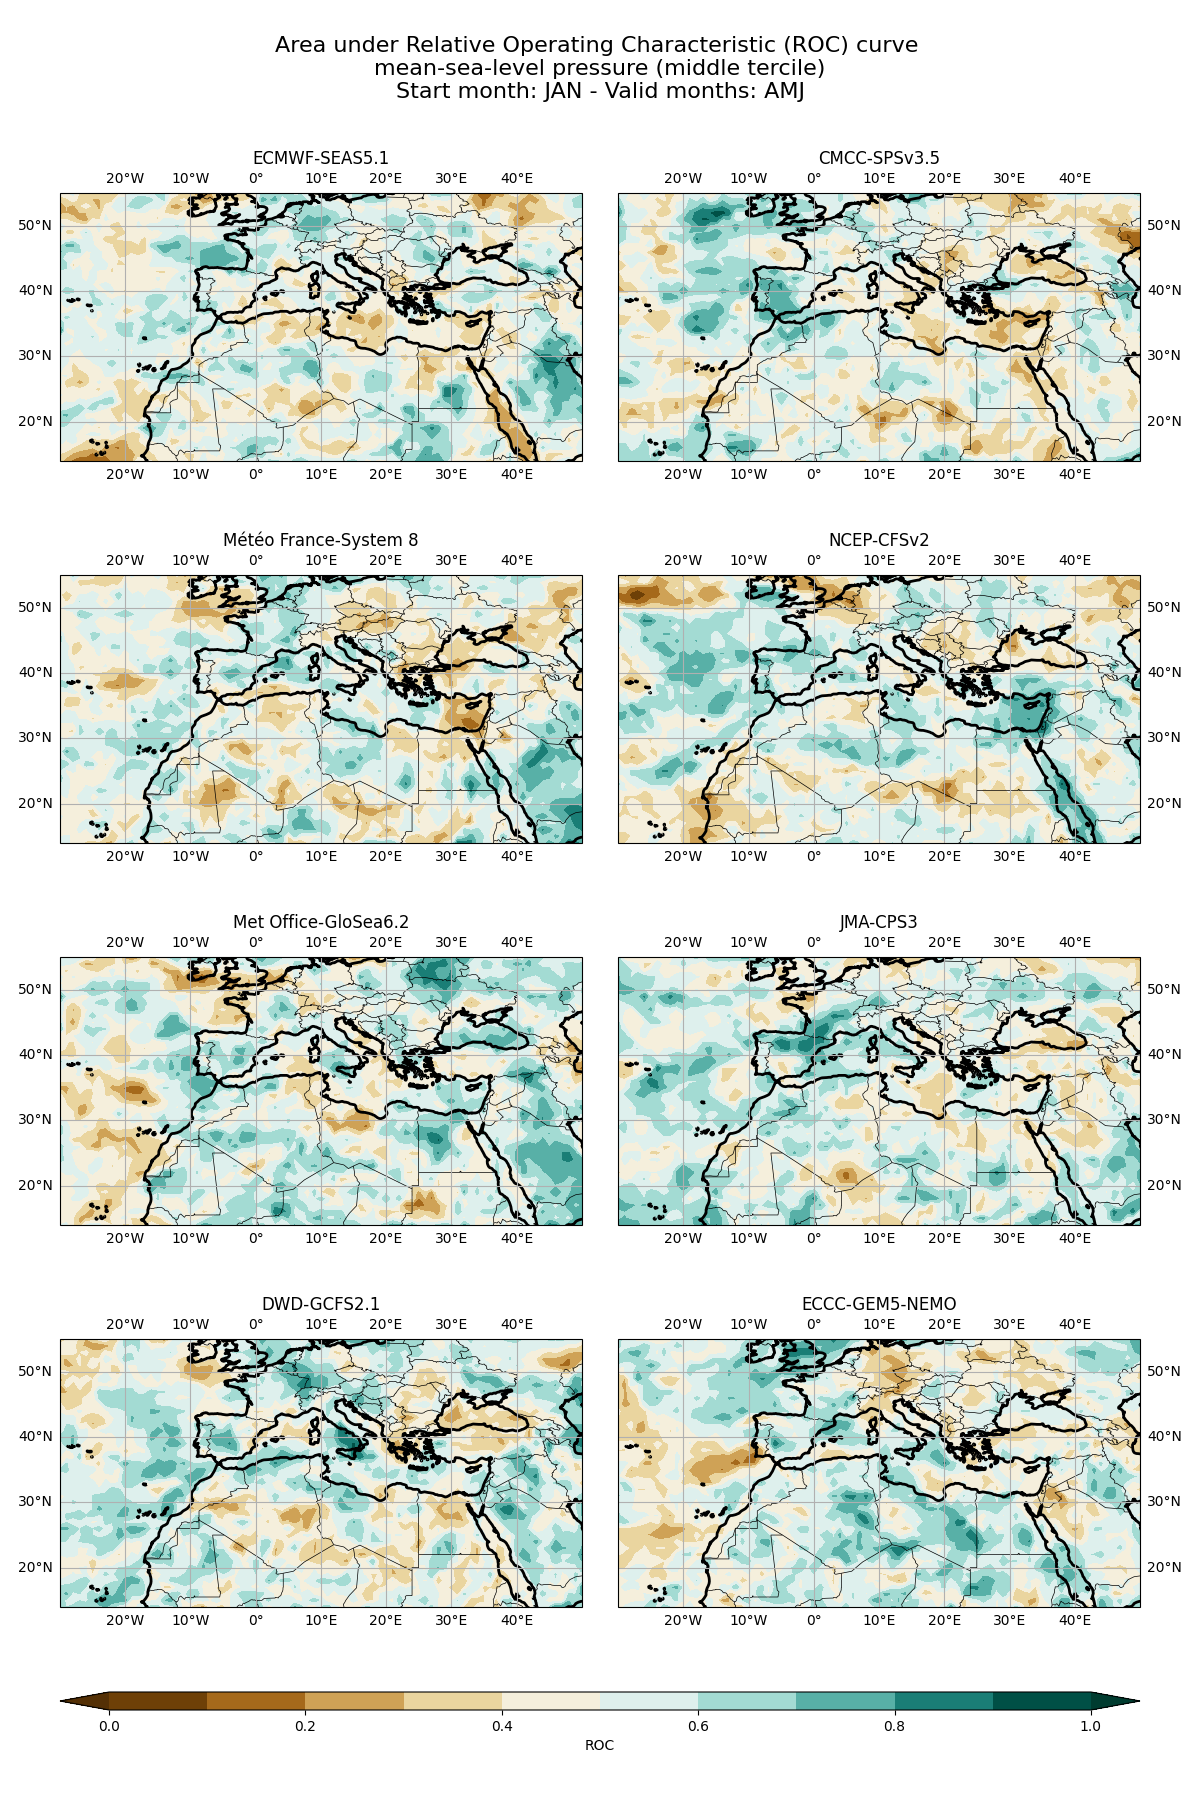 Area under Relative Operating Characteristic (ROC) curve
mean-sea-level pressure (middle tercile)
Start month: JAN - Valid months: AMJ
ECMWF-SEAS5.1
20°W 10°W 0° 10°E 20°E 30°E 40°E
50°N
40°N
30°N
20°N
20°W 10°W 0° 10°E 20°E 30°E 40°E
CMCC-SPSv3.5
20°W 10°W 0° 10°E 20°E 30°E 40°E
50°N
40°N
30°N
20°N
20°W 10°W 0° 10°E 20°E 30°E 40°E
Météo France-System 8
20°W 10°W 0° 10°E 20°E 30°E 40°E
50°N
40°N
30°N
20°N
20°W 10°W 0° 10°E 20°E 30°E 40°E
NCEP-CFSv2
20°W 10°W 0° 10°E 20°E 30°E 40°E
50°N
40°N
30°N
20°N
20°W 10°W 0° 10°E 20°E 30°E 40°E
Met Office-GloSea6.2
20°W 10°W 0° 10°E 20°E 30°E 40°E
50°N
40°N
30°N
20°N
20°W 10°W 0° 10°E 20°E 30°E 40°E
JMA-CPS3
20°W 10°W 0° 10°E 20°E 30°E 40°E
50°N
40°N
30°N
20°N
20°W 10°W 0° 10°E 20°E 30°E 40°E
DWD-GCFS2.1
20°W 10°W 0° 10°E 20°E 30°E 40°E
50°N
40°N
30°N
20°N
20°W 10°W 0° 10°E 20°E 30°E 40°E
ECCC-GEM5-NEMO
20°W 10°W 0° 10°E 20°E 30°E 40°E
50°N
40°N
30°N
20°N
20°W 10°W 0° 10°E 20°E 30°E 40°E
0.0 0.2 0.4 0.6 0.8 1.0
ROC